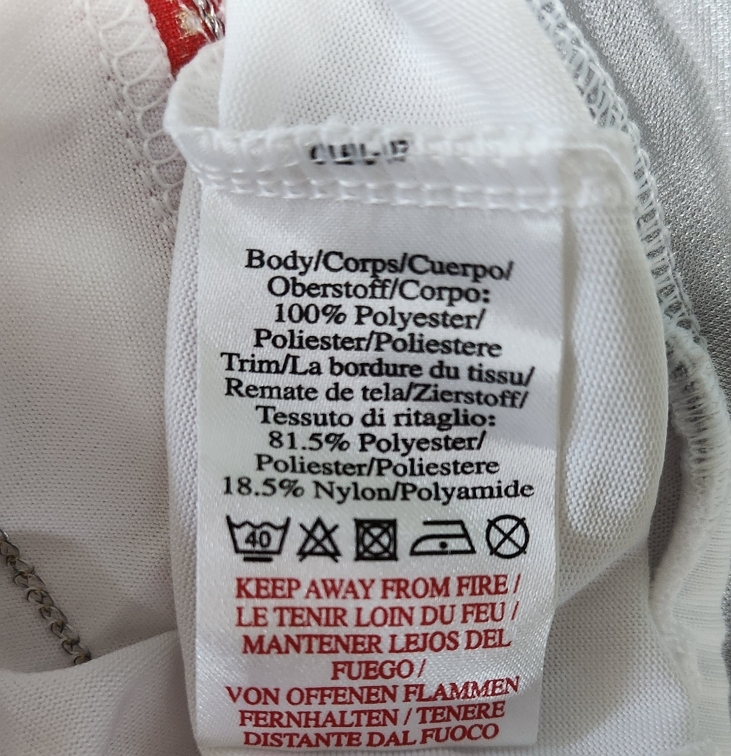 Body/Corps/Cuerpo/
Oberstoff/Corpo:
100% Polyester/
Poliester/Poliestere
Trim/La bordure du tissu/
Remate de tela/Zierstoff/
Tessuto di ritaglio:
81.5% Polyester/
Poliester/Poliestere
18.5% Nylon/Polyamide
40
KEEP AWAY FROM FIRE /
LE TENIR LOIN DU FEU /
MANTENER LEJOS DEL
FUEGO /
VON OFFENEN FLAMMEN
FERNHALTEN / TENERE
DISTANTE DAL FUOCO